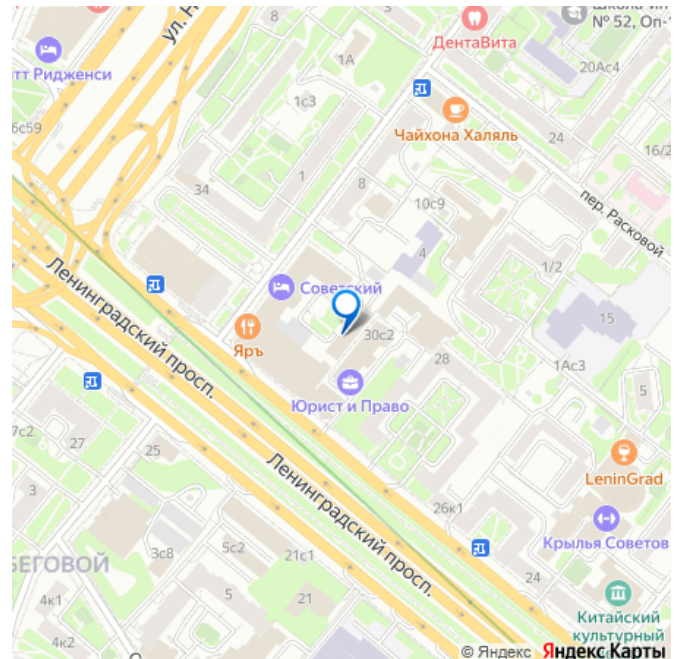 ул. Н
ДентаВита
№ 52, Оп-1
тт Ридженси
1А
20Ас4
6с59
1с3
Чайхона Халяль
24
16/2
34
1
8
10с9
пер. Расковой
4
1/2
Советский
Ленинградский просп.
15
Яръ
30с2
28
1Ас3
Юрист и Право
5
7с2
27
25
LeninGrad
3
Ленинградский просп.
26к1
Крылья Советов
БЕГОВОЙ
3с8
5с2
21с1
24
4к1
5
21
Китайский
культурный
4к2
© Яндекс Яндекс Карты